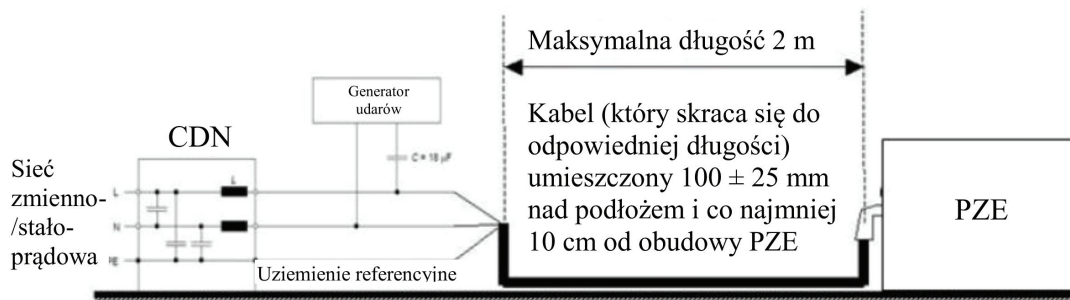 Maksymalna długość 2 m
Generator
udarów
CDN
C = 18 µF
Sieć
zmienno-
/stało-
prądowa
L
L
N
PE
Uziemienie referencyjne
Kabel (który skraca się do
odpowiedniej długości)
umieszczony 100 ± 25 mm
nad podłożem i co najmniej
10 cm od obudowy PZE
PZE